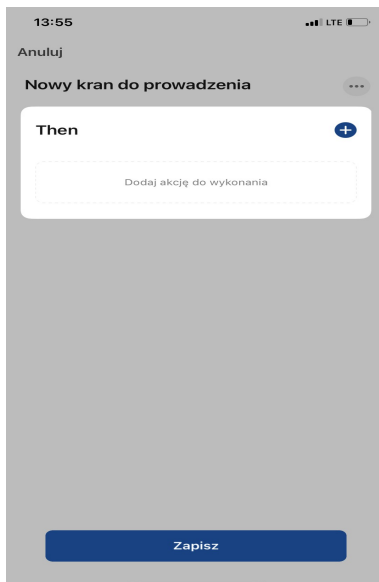 13:55
LTE
Anuluj
Nowy kran do prowadzenia
Then
Dodaj akcję do wykonania
Zapisz